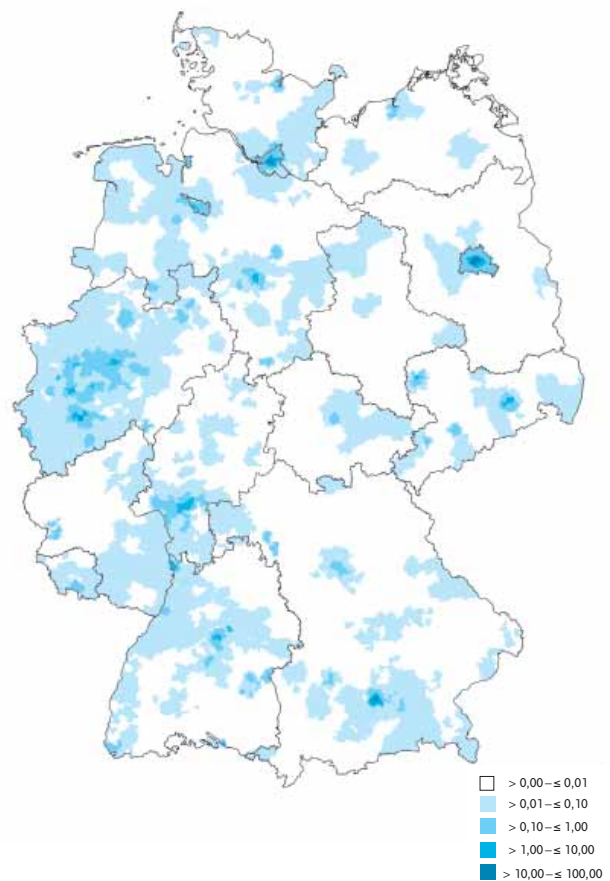 > 0,00 – ≤ 0,01
> 0,01 – ≤ 0,10
> 0,10 – ≤ 1,00
> 1,00 – ≤ 10,00
> 10,00 – ≤ 100,00